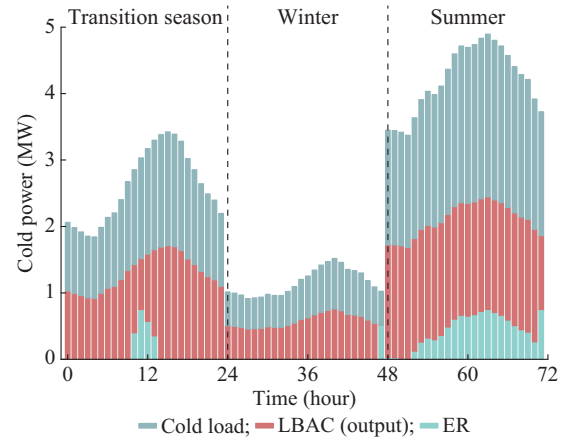 Transition season Winter Summer
5
4
3
2
1
0
Cold power (MW)
0 12 24 36 48 60 72
Time (hour)
Cold load; LBAC (output); ER